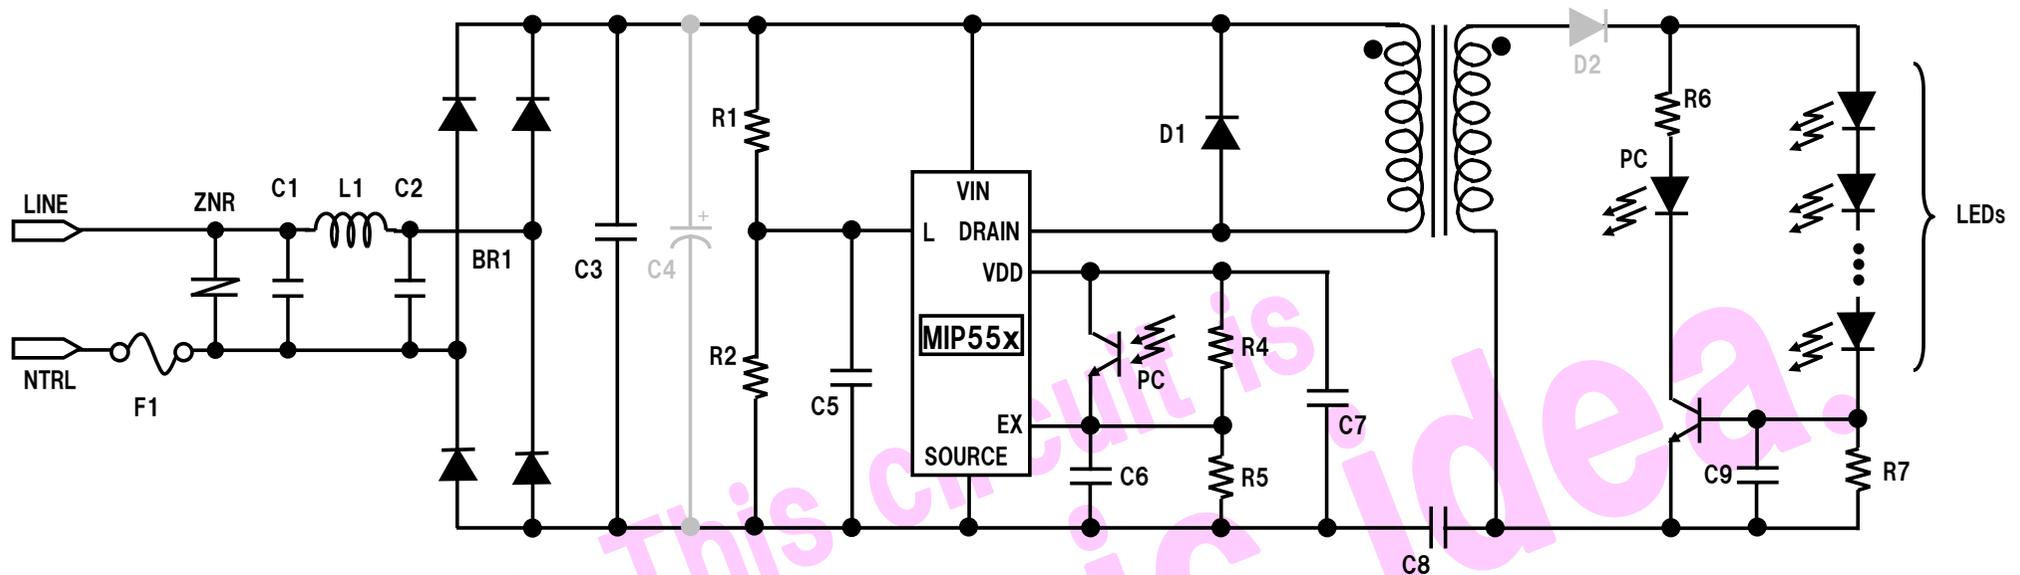 LINE
NTRL
F1
ZNR
C1
L1
C2
BR1
C3
C4
+
R1
R2
C5
VIN
L
DRAIN
VDD
MIP55x
EX
SOURCE
D1
PC
R4
C6
R5
C7
C8
D2
R6
PC
LEDs
C9
R7
This circuit is
ic idea.